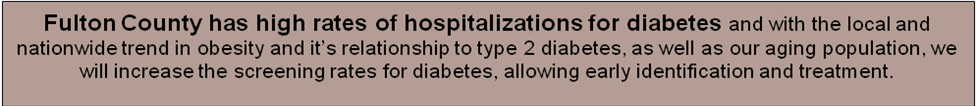 Fulton County has high rates of hospitalizations for diabetes and with the local and
nationwide trend in obesity and it's relationship to type 2 diabetes, as well as our aging population, we
will increase the screening rates for diabetes, allowing early identification and treatment.